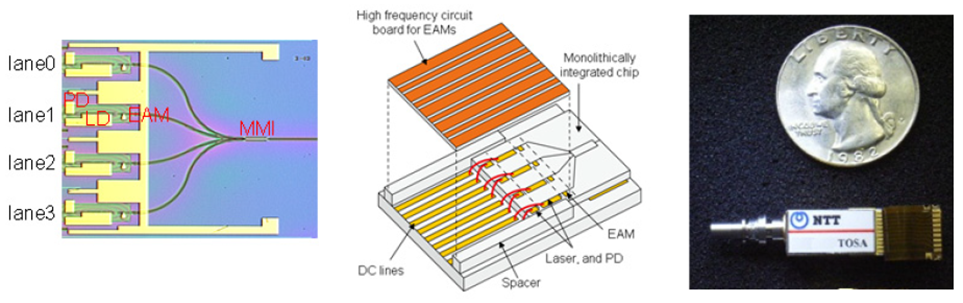 lane0
lane1
lane2
lane3
PD
LD
EAM
MMI
High frequency circuit
board for EAMs
Monolithically
integrated chip
EAM
Laser, and PD
Spacer
DC lines
LIBERTY
IN GOD WE
TRUST
1982
NTT
TOSA